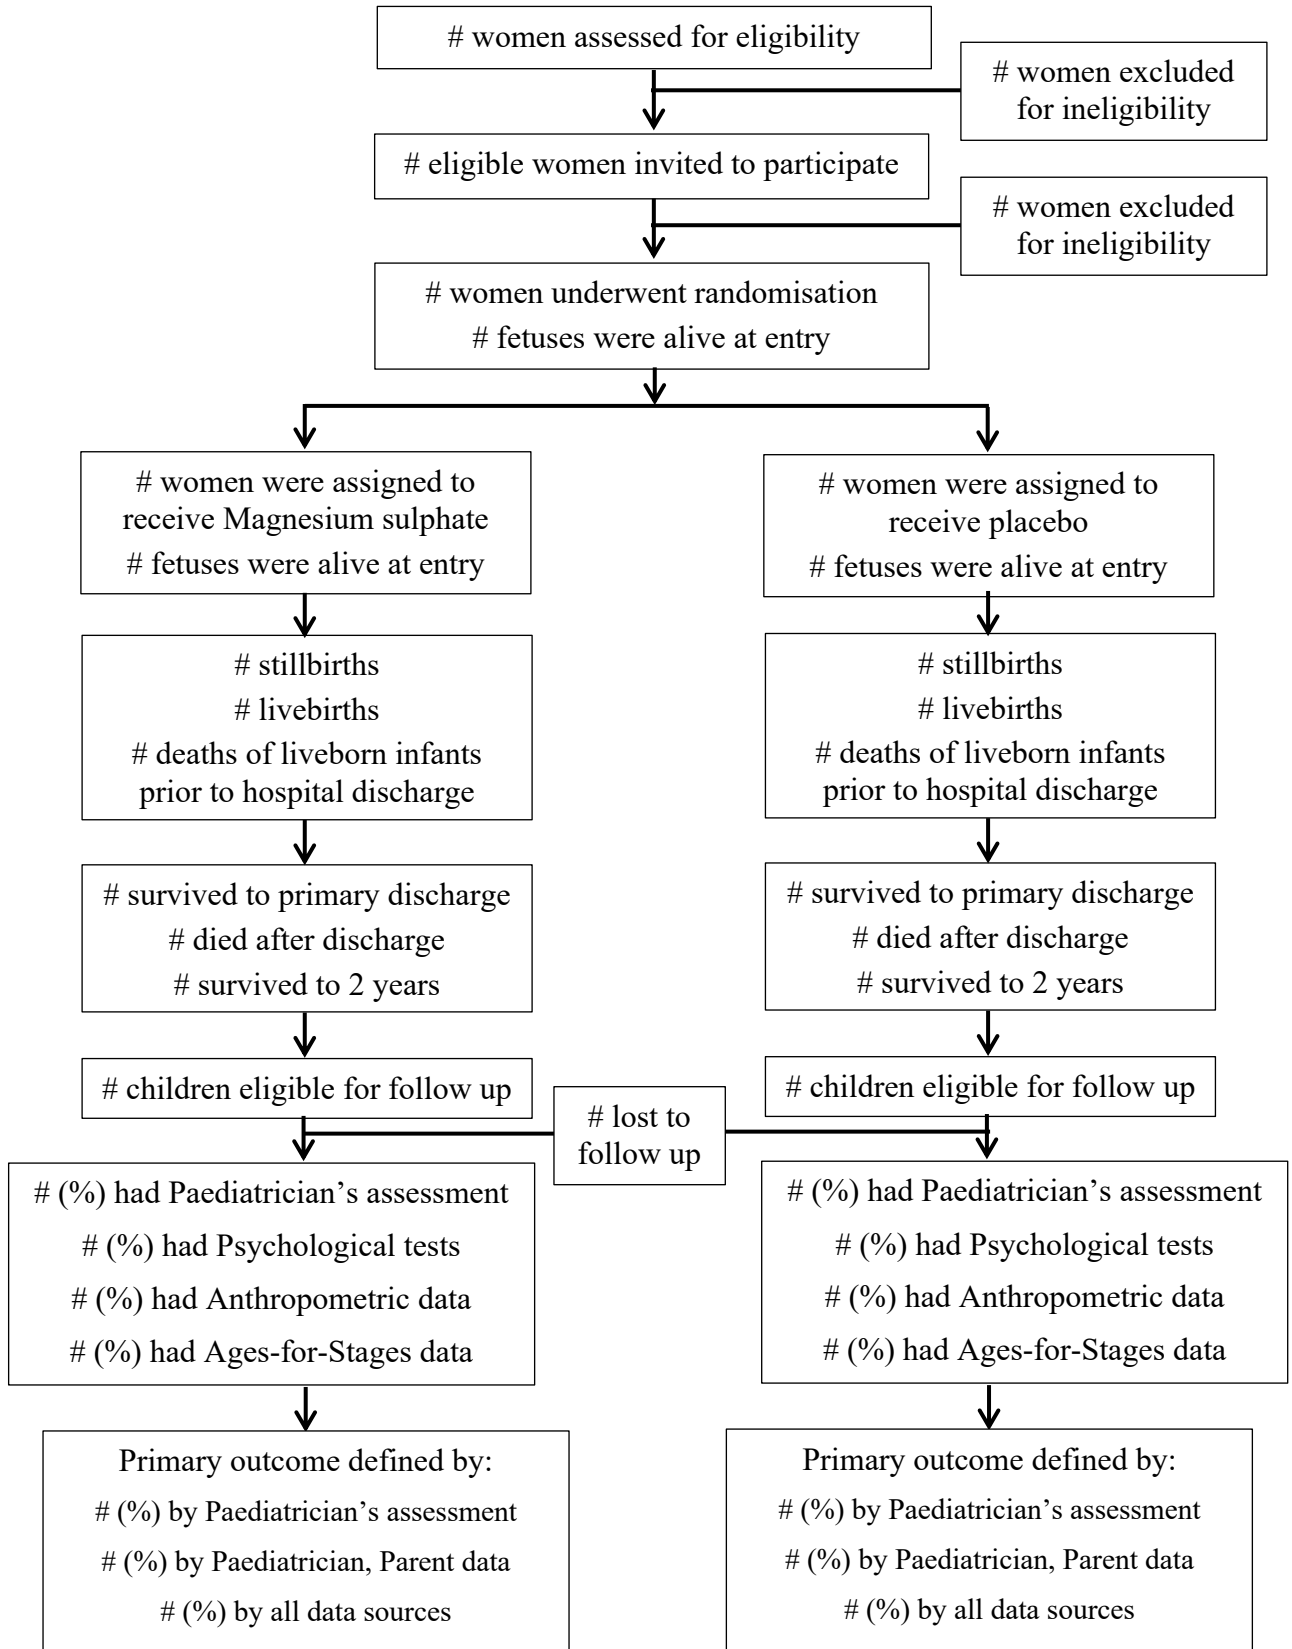 # women assessed for eligibility
# women excluded
for ineligibility
# eligible women invited to participate
# women excluded
for ineligibility
# women underwent randomisation
# fetuses were alive at entry
# women were assigned to
receive Magnesium sulphate
# fetuses were alive at entry
# women were assigned to
receive placebo
# fetuses were alive at entry
# stillbirths
# livebirths
# deaths of liveborn infants
prior to hospital discharge
# stillbirths
# livebirths
# deaths of liveborn infants
prior to hospital discharge
# survived to primary discharge
# died after discharge
# survived to 2 years
# survived to primary discharge
# died after discharge
# survived to 2 years
# children eligible for follow up
# children eligible for follow up
# lost to
follow up
# (%) had Paediatrician’s assessment
# (%) had Psychological tests
# (%) had Anthropometric data
# (%) had Ages-for-Stages data
# (%) had Paediatrician’s assessment
# (%) had Psychological tests
# (%) had Anthropometric data
# (%) had Ages-for-Stages data
Primary outcome defined by:
# (%) by Paediatrician’s assessment
# (%) by Paediatrician, Parent data
# (%) by all data sources
Primary outcome defined by:
# (%) by Paediatrician’s assessment
# (%) by Paediatrician, Parent data
# (%) by all data sources